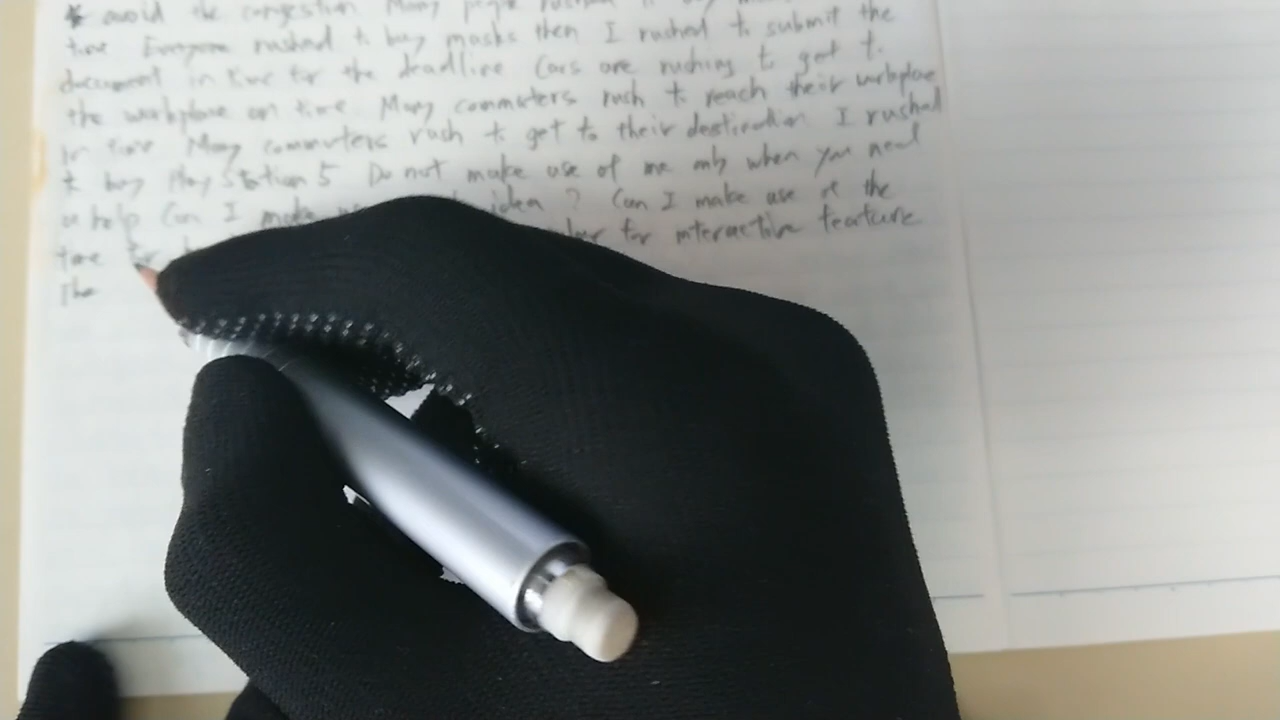 avoid the congestion Many people rushed to buy
time Everyone rushed to buy masks then I rushed to submit the
document in time for the deadline Cars are rushing to get to
the workplace on time Many commuters rush to reach their workplace
in time Many commuters rush to get to their destination I rushed
to buy PlayStation 5 Do not make use of me only when you need
a help Can I make idea ? Can I make use of the
time for for interactive feature
The